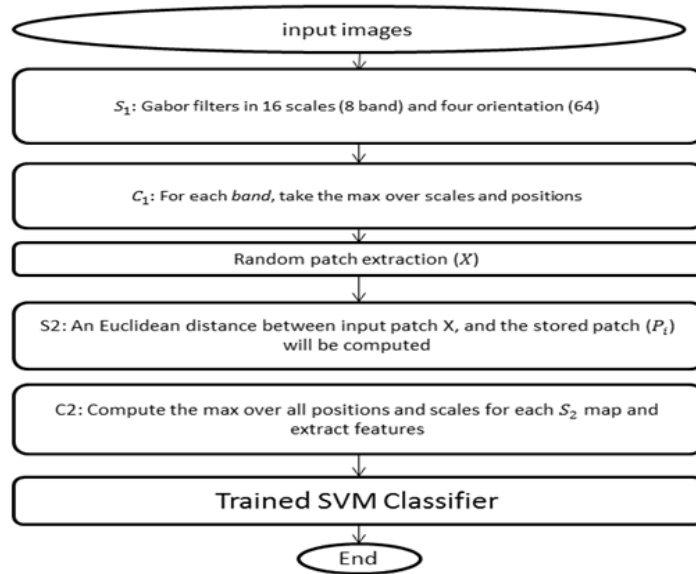 input images
S₁: Gabor filters in 16 scales (8 band) and four orientation (64)
C₁: For each band, take the max over scales and positions
Random patch extraction (X)
S2: An Euclidean distance between input patch X, and the stored patch (Pᵢ)
will be computed
C2: Compute the max over all positions and scales for each S₂ map and
extract features
Trained SVM Classifier
End